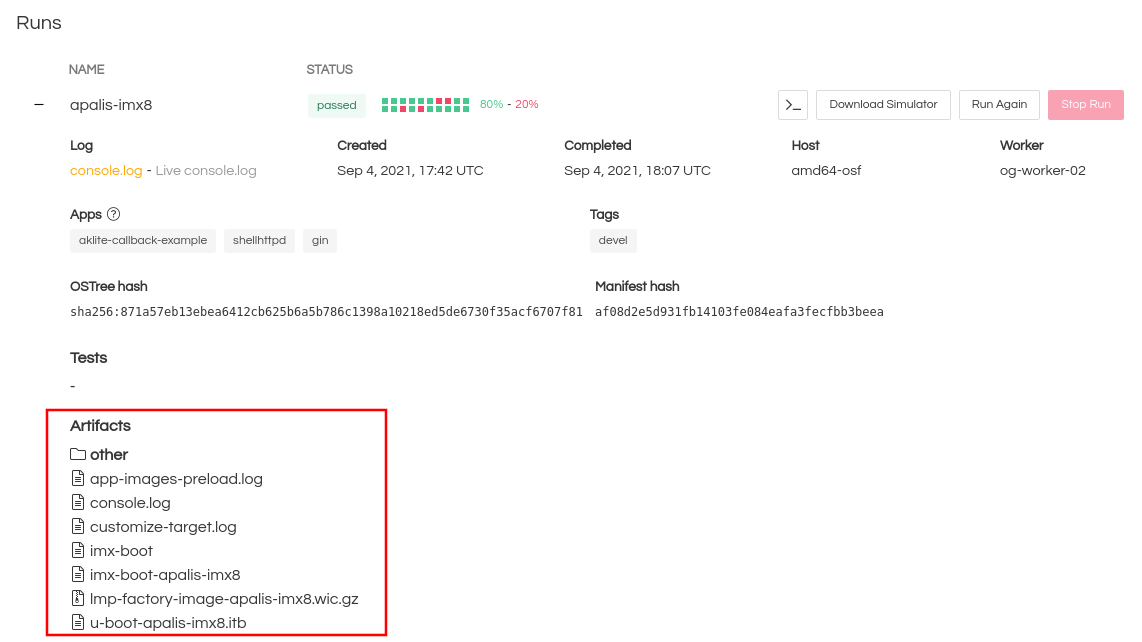 Runs
NAME STATUS
apalis-imx8 passed 80% - 20% >_ Download Simulator Run Again Stop Run
Log Created Completed Host Worker
console.log - Live console.log Sep 4, 2021, 17:42 UTC Sep 4, 2021, 18:07 UTC amd64-osf og-worker-02
Apps ? Tags
aklite-callback-example shellhttpd gin devel
OSTree hash Manifest hash
sha256:871a57eb13ebea6412cb625b6a5b786c1398a10218ed5de6730f35acf6707f81 af08d2e5d931fb14103fe084eafa3fecfbb3beea
Tests
-
Artifacts
other
app-images-preload.log
console.log
customize-target.log
imx-boot
imx-boot-apalis-imx8
lmp-factory-image-apalis-imx8.wic.gz
u-boot-apalis-imx8.itb